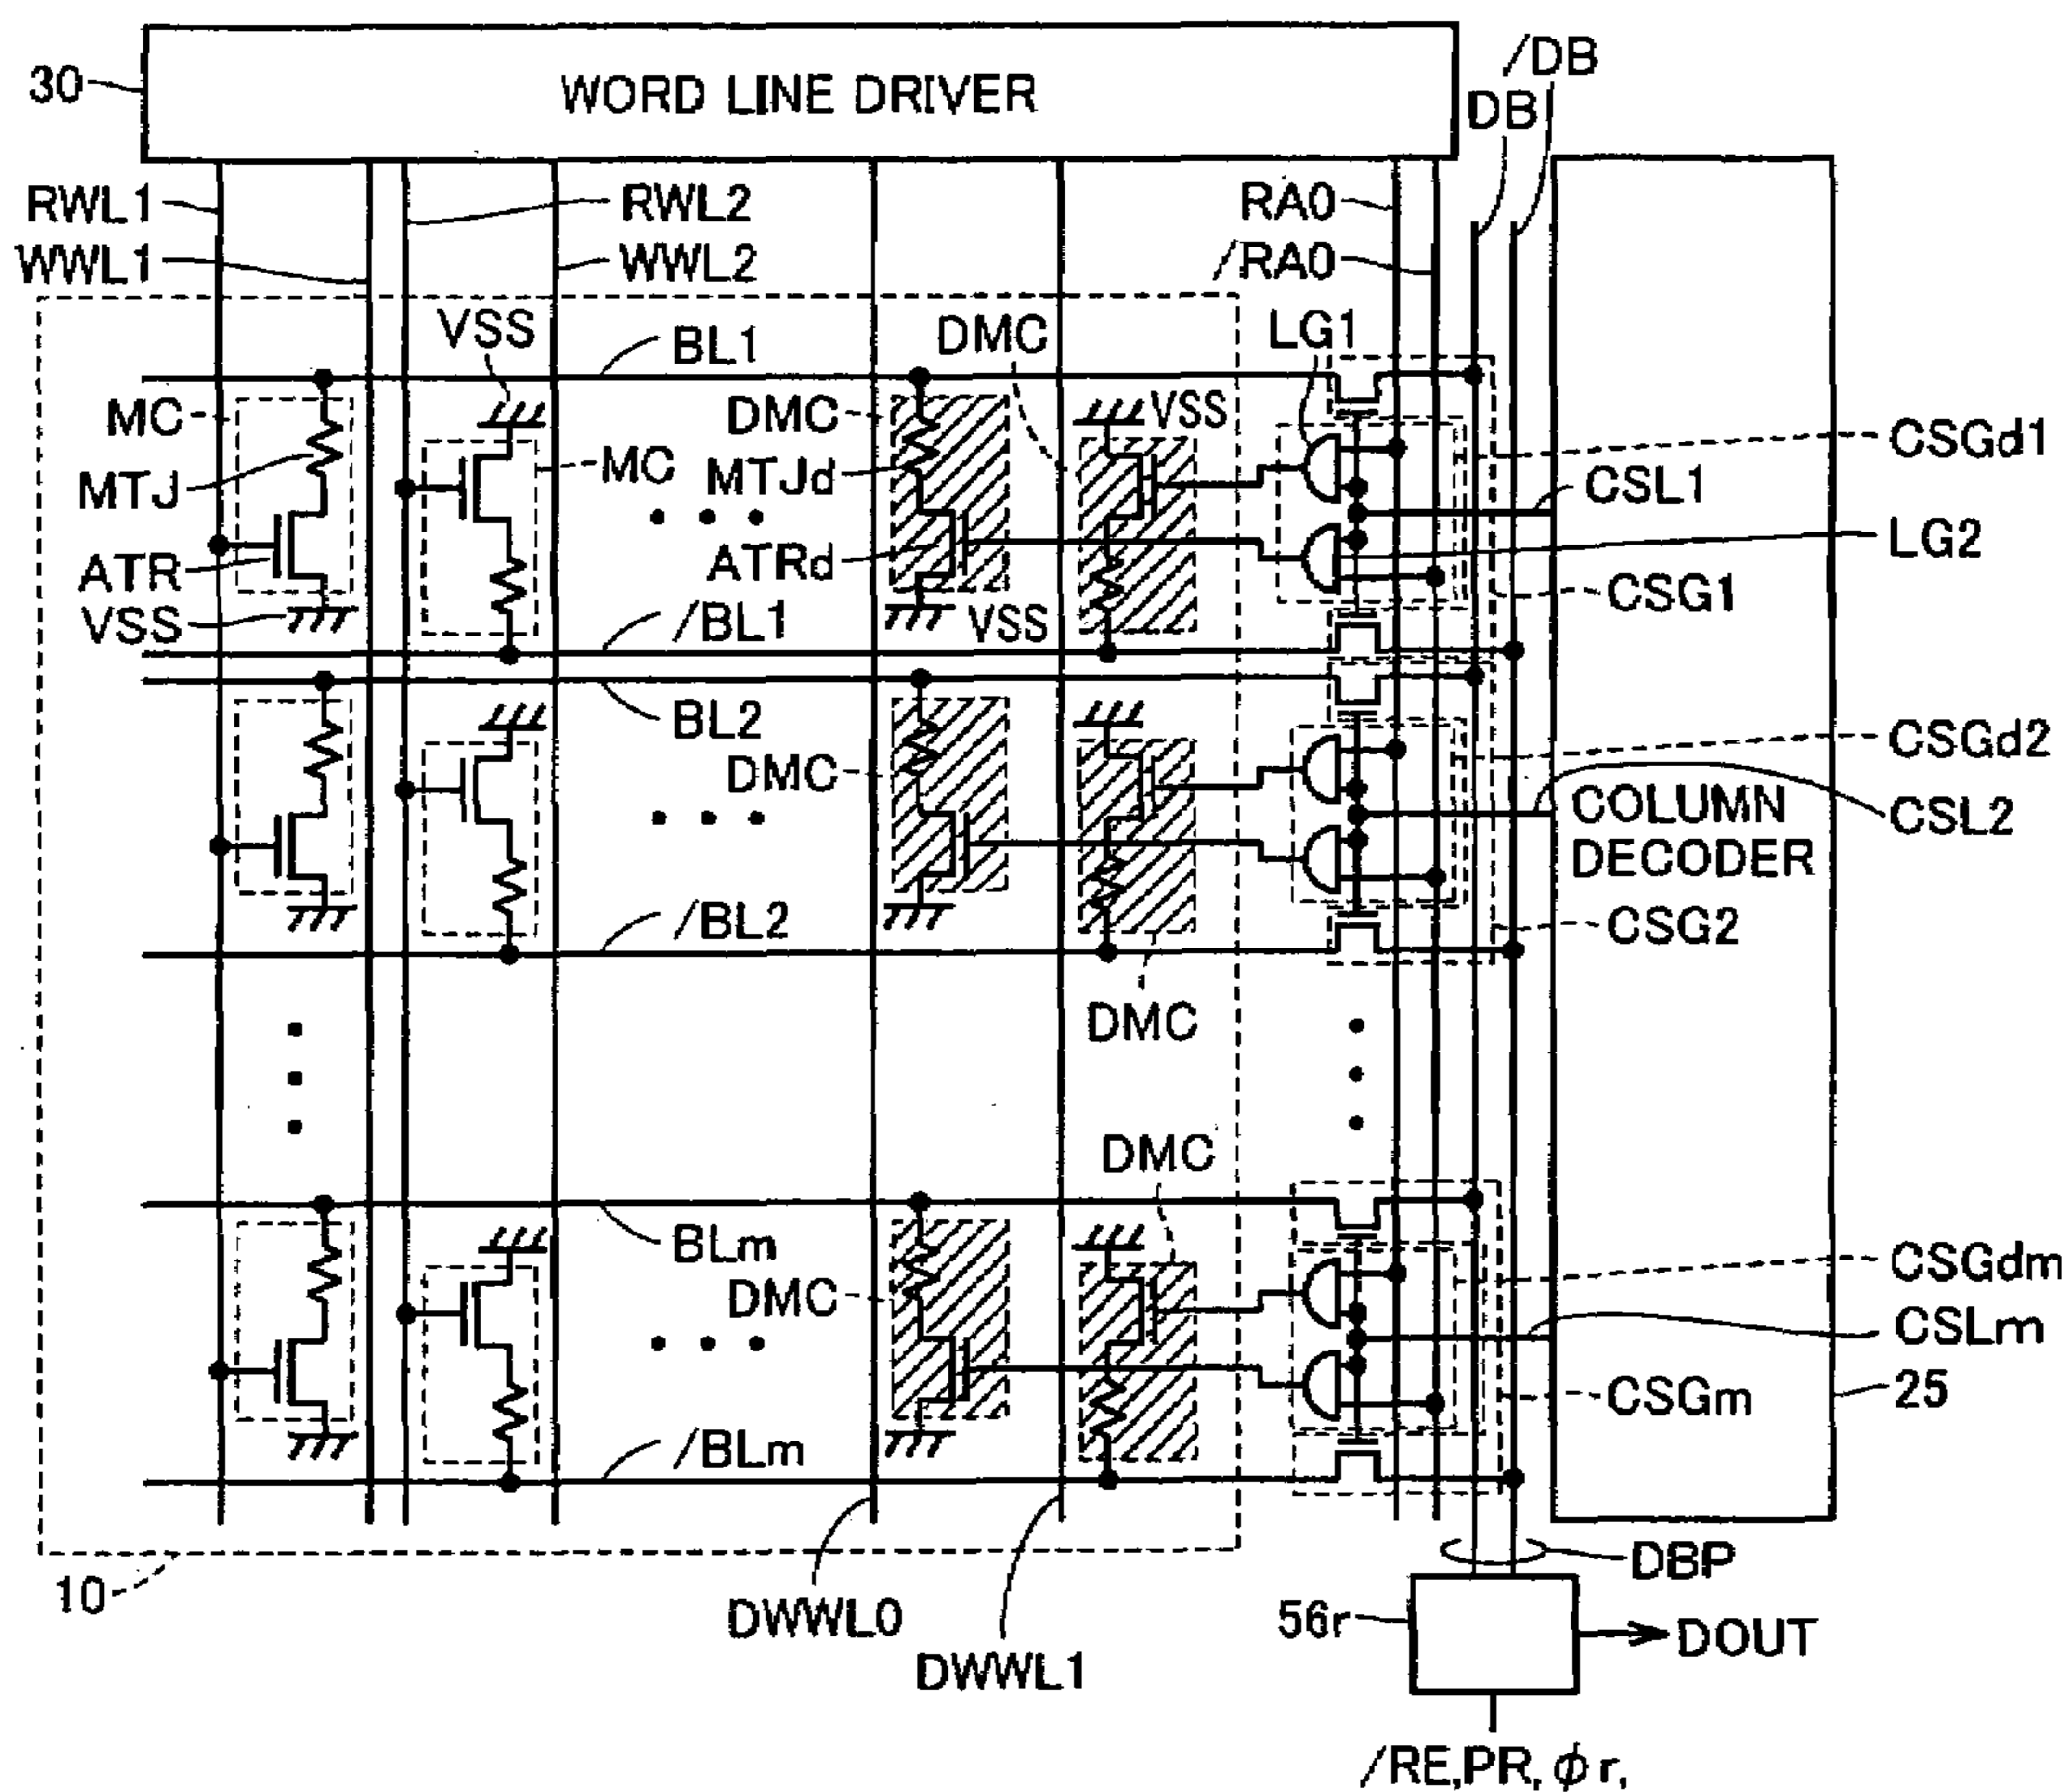 30
WORD LINE DRIVER
/DB
DB
RWL1
WWL1
RWL2
WWL2
RA0
/RA0
VSS
BL1
DMC
LG1
MC
MTJ
ATR
VSS
MC
DMC
MTJd
ATRd
VSS
VSS
CSGd1
CSL1
LG2
CSG1
/BL1
BL2
DMC
CSGd2
COLUMN
DECODER
CSL2
/BL2
CSG2
DMC
DMC
BLm
DMC
CSGdm
CSLm
CSGm
25
/BLm
10
DWWL0
DWWL1
DBP
56r
DOUT
/RE,PR,ϕr,